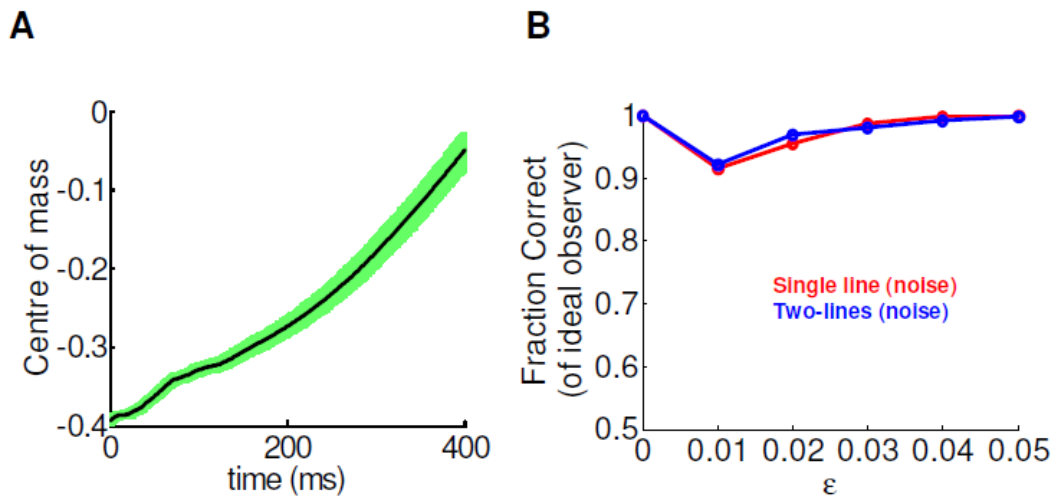 A
Centre of mass
0
-0.1
-0.2
-0.3
-0.4
0 200 400
time (ms)
B
Fraction Correct
(of ideal observer)
1
0.9
0.8
0.7
0.6
0.5
Single line (noise)
Two-lines (noise)
0 0.01 0.02 0.03 0.04 0.05
ε